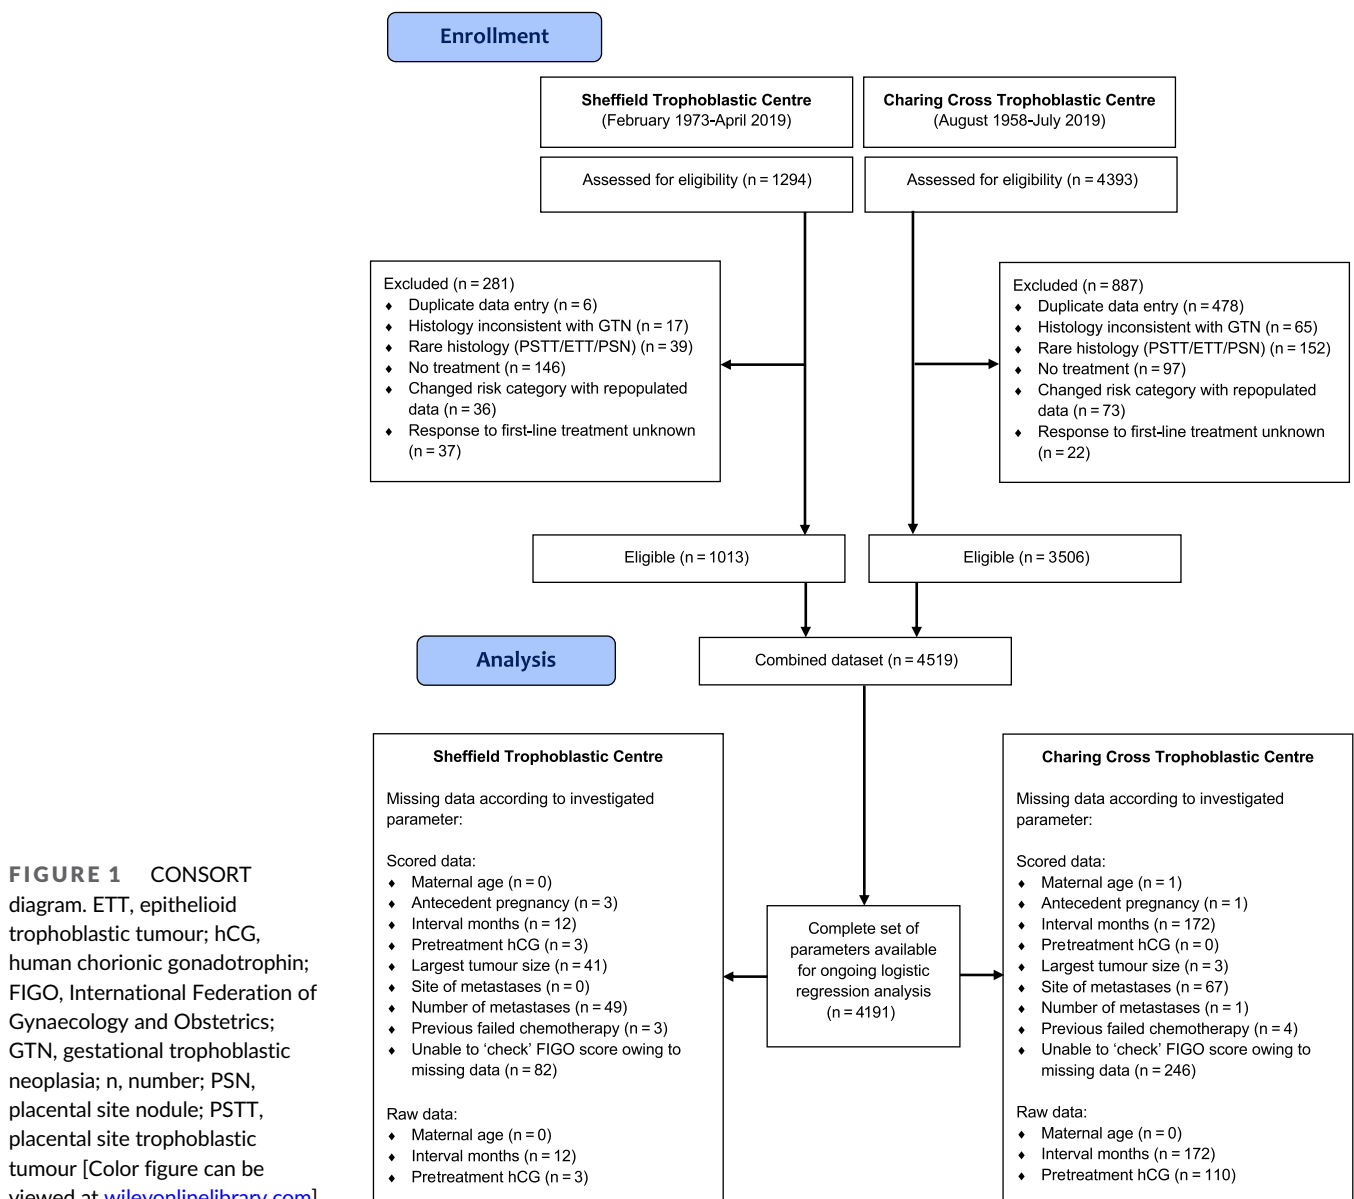 Enrollment
Sheffield Trophoblastic Centre
(February 1973-April 2019)
Charing Cross Trophoblastic Centre
(August 1958-July 2019)
Assessed for eligibility (n = 1294)
Assessed for eligibility (n = 4393)
Excluded (n = 281)
♦ Duplicate data entry (n = 6)
♦ Histology inconsistent with GTN (n = 17)
♦ Rare histology (PSTT/ETT/PSN) (n = 39)
♦ No treatment (n = 146)
♦ Changed risk category with repopulated
data (n = 36)
♦ Response to first-line treatment unknown
(n = 37)
Excluded (n = 887)
♦ Duplicate data entry (n = 478)
♦ Histology inconsistent with GTN (n = 65)
♦ Rare histology (PSTT/ETT/PSN) (n = 152)
♦ No treatment (n = 97)
♦ Changed risk category with repopulated
data (n = 73)
♦ Response to first-line treatment unknown
(n = 22)
Eligible (n = 1013)
Eligible (n = 3506)
Analysis
Combined dataset (n = 4519)
Sheffield Trophoblastic Centre
Missing data according to investigated
parameter:
Scored data:
♦ Maternal age (n = 0)
♦ Antecedent pregnancy (n = 3)
♦ Interval months (n = 12)
♦ Pretreatment hCG (n = 3)
♦ Largest tumour size (n = 41)
♦ Site of metastases (n = 0)
♦ Number of metastases (n = 49)
♦ Previous failed chemotherapy (n = 3)
♦ Unable to ‘check’ FIGO score owing to
missing data (n = 82)
Raw data:
♦ Maternal age (n = 0)
♦ Interval months (n = 12)
♦ Pretreatment hCG (n = 3)
Complete set of
parameters available
for ongoing logistic
regression analysis
(n = 4191)
Charing Cross Trophoblastic Centre
Missing data according to investigated
parameter:
Scored data:
♦ Maternal age (n = 1)
♦ Antecedent pregnancy (n = 1)
♦ Interval months (n = 172)
♦ Pretreatment hCG (n = 0)
♦ Largest tumour size (n = 3)
♦ Site of metastases (n = 67)
♦ Number of metastases (n = 1)
♦ Previous failed chemotherapy (n = 4)
♦ Unable to ‘check’ FIGO score owing to
missing data (n = 246)
Raw data:
♦ Maternal age (n = 0)
♦ Interval months (n = 172)
♦ Pretreatment hCG (n = 110)
FIGURE 1 CONSORT
diagram. ETT, epithelioid
trophoblastic tumour; hCG,
human chorionic gonadotrophin;
FIGO, International Federation of
Gynaecology and Obstetrics;
GTN, gestational trophoblastic
neoplasia; n, number; PSN,
placental site nodule; PSTT,
placental site trophoblastic
tumour [Color figure can be
viewed at wileyonlinelibrary.com]